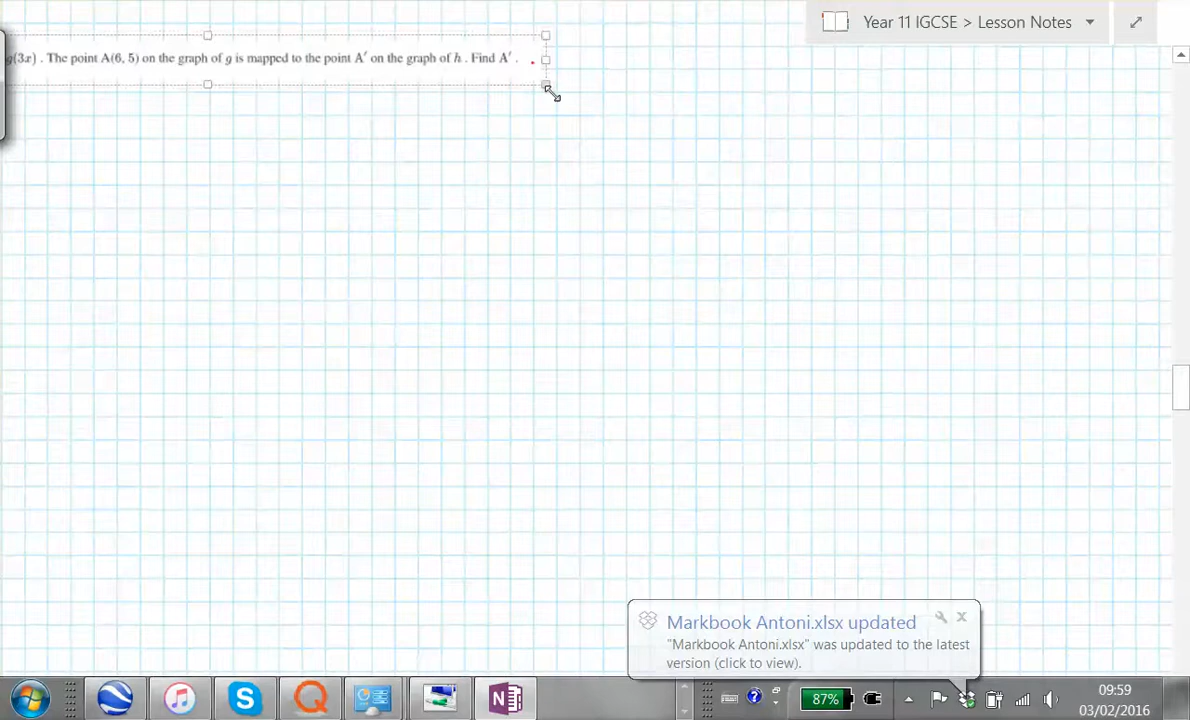 Year 11 IGCSE > Lesson Notes
g(3x) . The point A(6, 5) on the graph of g is mapped to the point A′ on the graph of h . Find A′ .
Markbook Antoni.xlsx updated
"Markbook Antoni.xlsx" was updated to the latest
version (click to view).
87%
09:59
03/02/2016